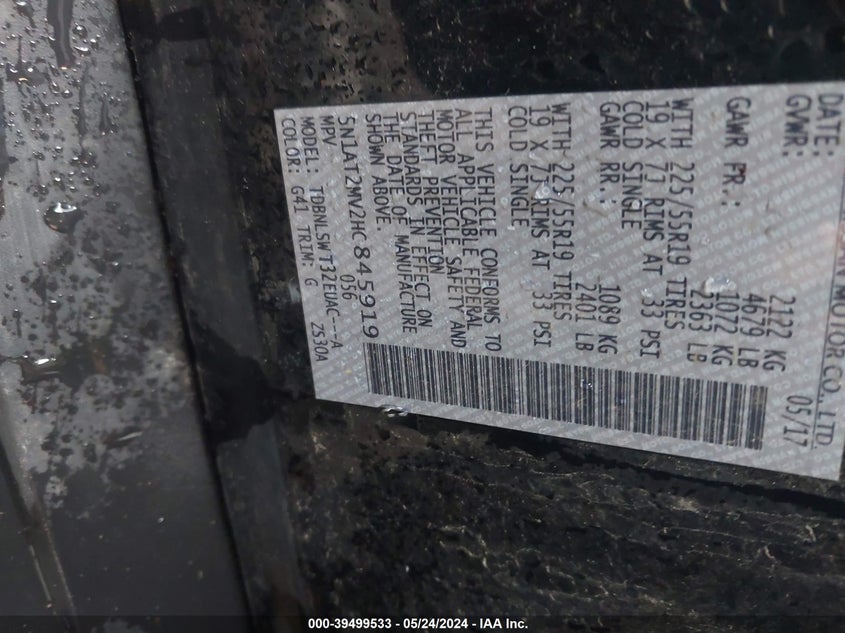 MOTOR CO., LTD.
DATE: 05/17
GVWR: 2122 KG
4679 LB
GAWR FR.: 1072 KG
2363 LB
WITH 225/55R19 TIRES
19 X 7J RIMS AT 33 PSI
COLD SINGLE
GAWR RR.: 1089 KG
2401 LB
WITH 225/55R19 TIRES
19 X 7J RIMS AT 33 PSI
COLD SINGLE
THIS VEHICLE CONFORMS TO
ALL APPLICABLE FEDERAL
MOTOR VEHICLE SAFETY AND
THEFT PREVENTION
STANDARDS IN EFFECT ON
THE DATE OF MANUFACTURE
SHOWN ABOVE.
5N1AT2MV2HC845919
MPV 056
MODEL: TDBNLSWT32EUAC---A
COLOR: G41 TRIM: G Z530A
000-39499533 / 05/24/2024 - IAA Inc.